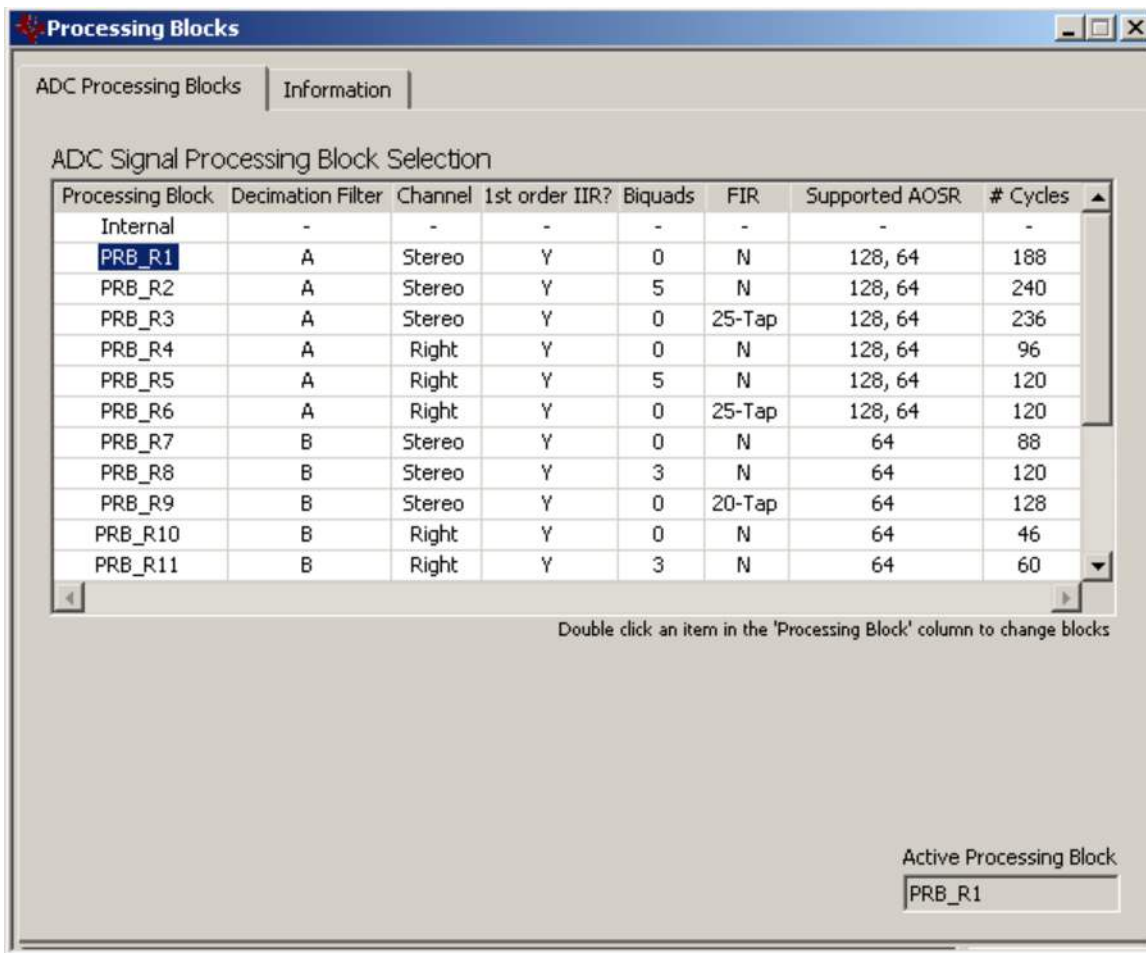 Processing Blocks
ADC Processing Blocks Information
ADC Signal Processing Block Selection
Processing Block Decimation Filter Channel 1st order IIR? Biquads FIR Supported AOSR # Cycles
Internal - - - - - - -
PRB_R1 A Stereo Y 0 N 128, 64 188
PRB_R2 A Stereo Y 5 N 128, 64 240
PRB_R3 A Stereo Y 0 25-Tap 128, 64 236
PRB_R4 A Right Y 0 N 128, 64 96
PRB_R5 A Right Y 5 N 128, 64 120
PRB_R6 A Right Y 0 25-Tap 128, 64 120
PRB_R7 B Stereo Y 0 N 64 88
PRB_R8 B Stereo Y 3 N 64 120
PRB_R9 B Stereo Y 0 20-Tap 64 128
PRB_R10 B Right Y 0 N 64 46
PRB_R11 B Right Y 3 N 64 60
Double click an item in the 'Processing Block' column to change blocks
Active Processing Block
PRB_R1